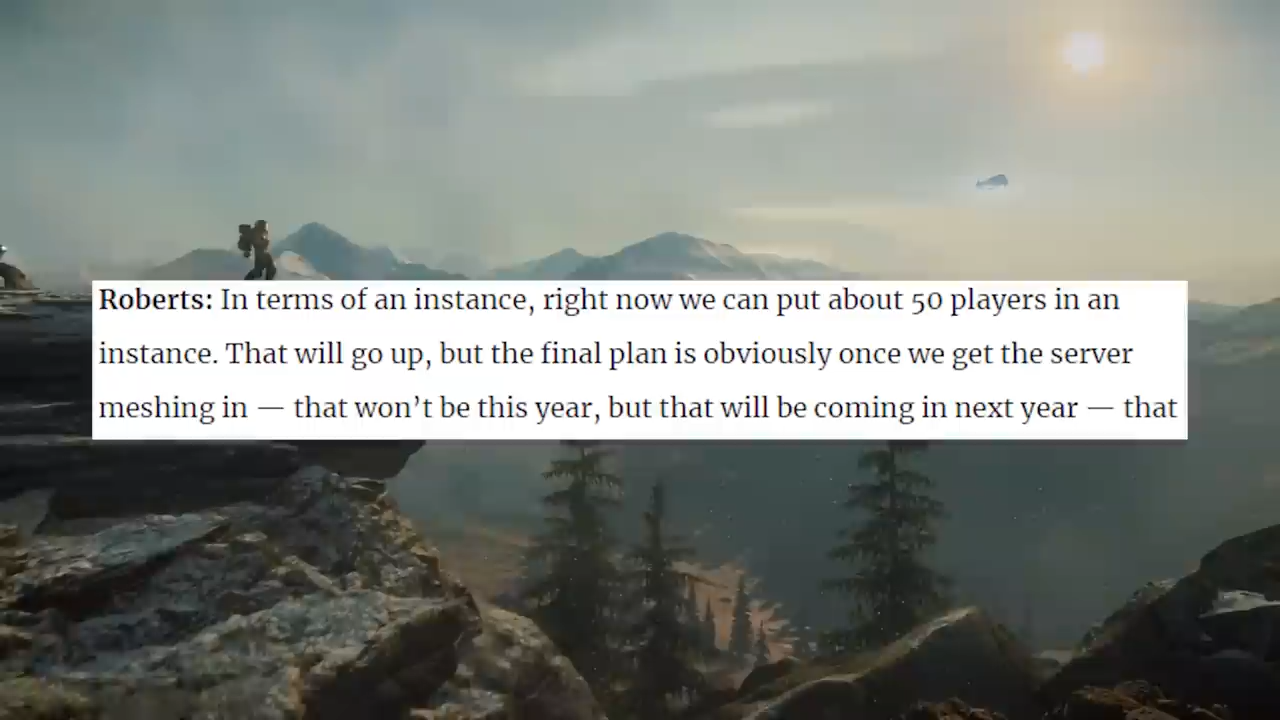 Roberts: In terms of an instance, right now we can put about 50 players in an
instance. That will go up, but the final plan is obviously once we get the server
meshing in — that won’t be this year, but that will be coming in next year — that